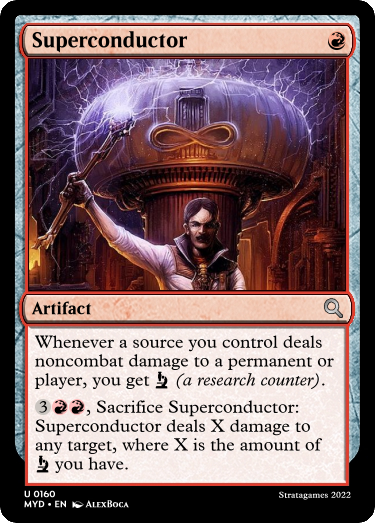 Superconductor
Artifact
Whenever a source you control deals
noncombat damage to a permanent or
player, you get (a research counter).
3, Sacrifice Superconductor:
Superconductor deals X damage to
any target, where X is the amount of
you have.
U 0160
Stratagames 2022
MYD • EN AlexBoca